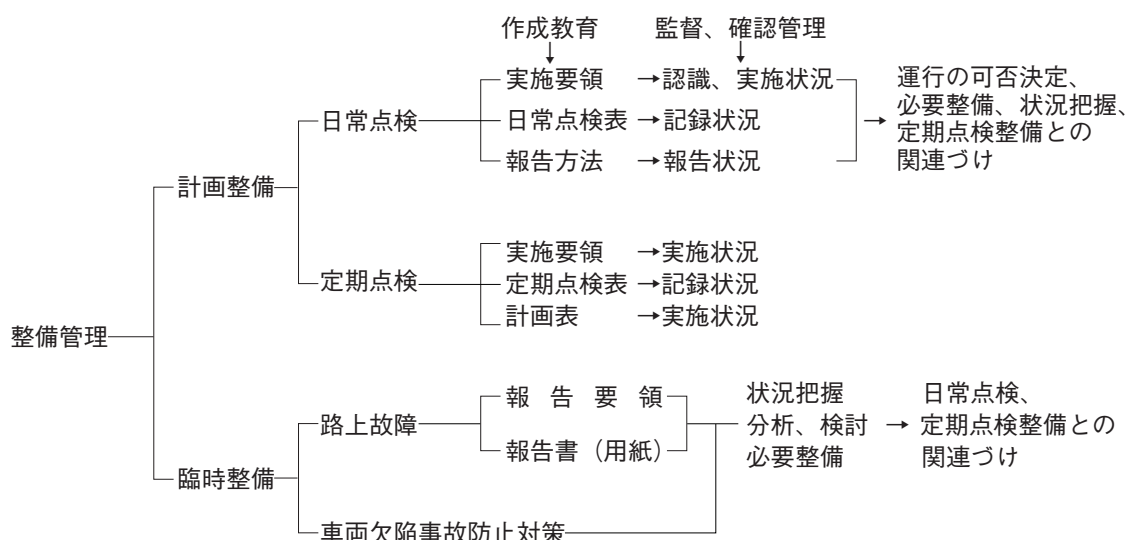 作成教育
監督、確認管理
整備管理
計画整備
日常点検
実施要領→認識、実施状況
日常点検表→記録状況
報告方法→報告状況
→運行の可否決定、
必要整備、状況把握、
定期点検整備との
関連づけ
定期点検
実施要領→実施状況
定期点検表→記録状況
計画表→実施状況
臨時整備
路上故障
報告要領
報告書（用紙）
車両欠陥事故防止対策
状況把握
分析、検討
必要整備
→日常点検、
定期点検整備との
関連づけ